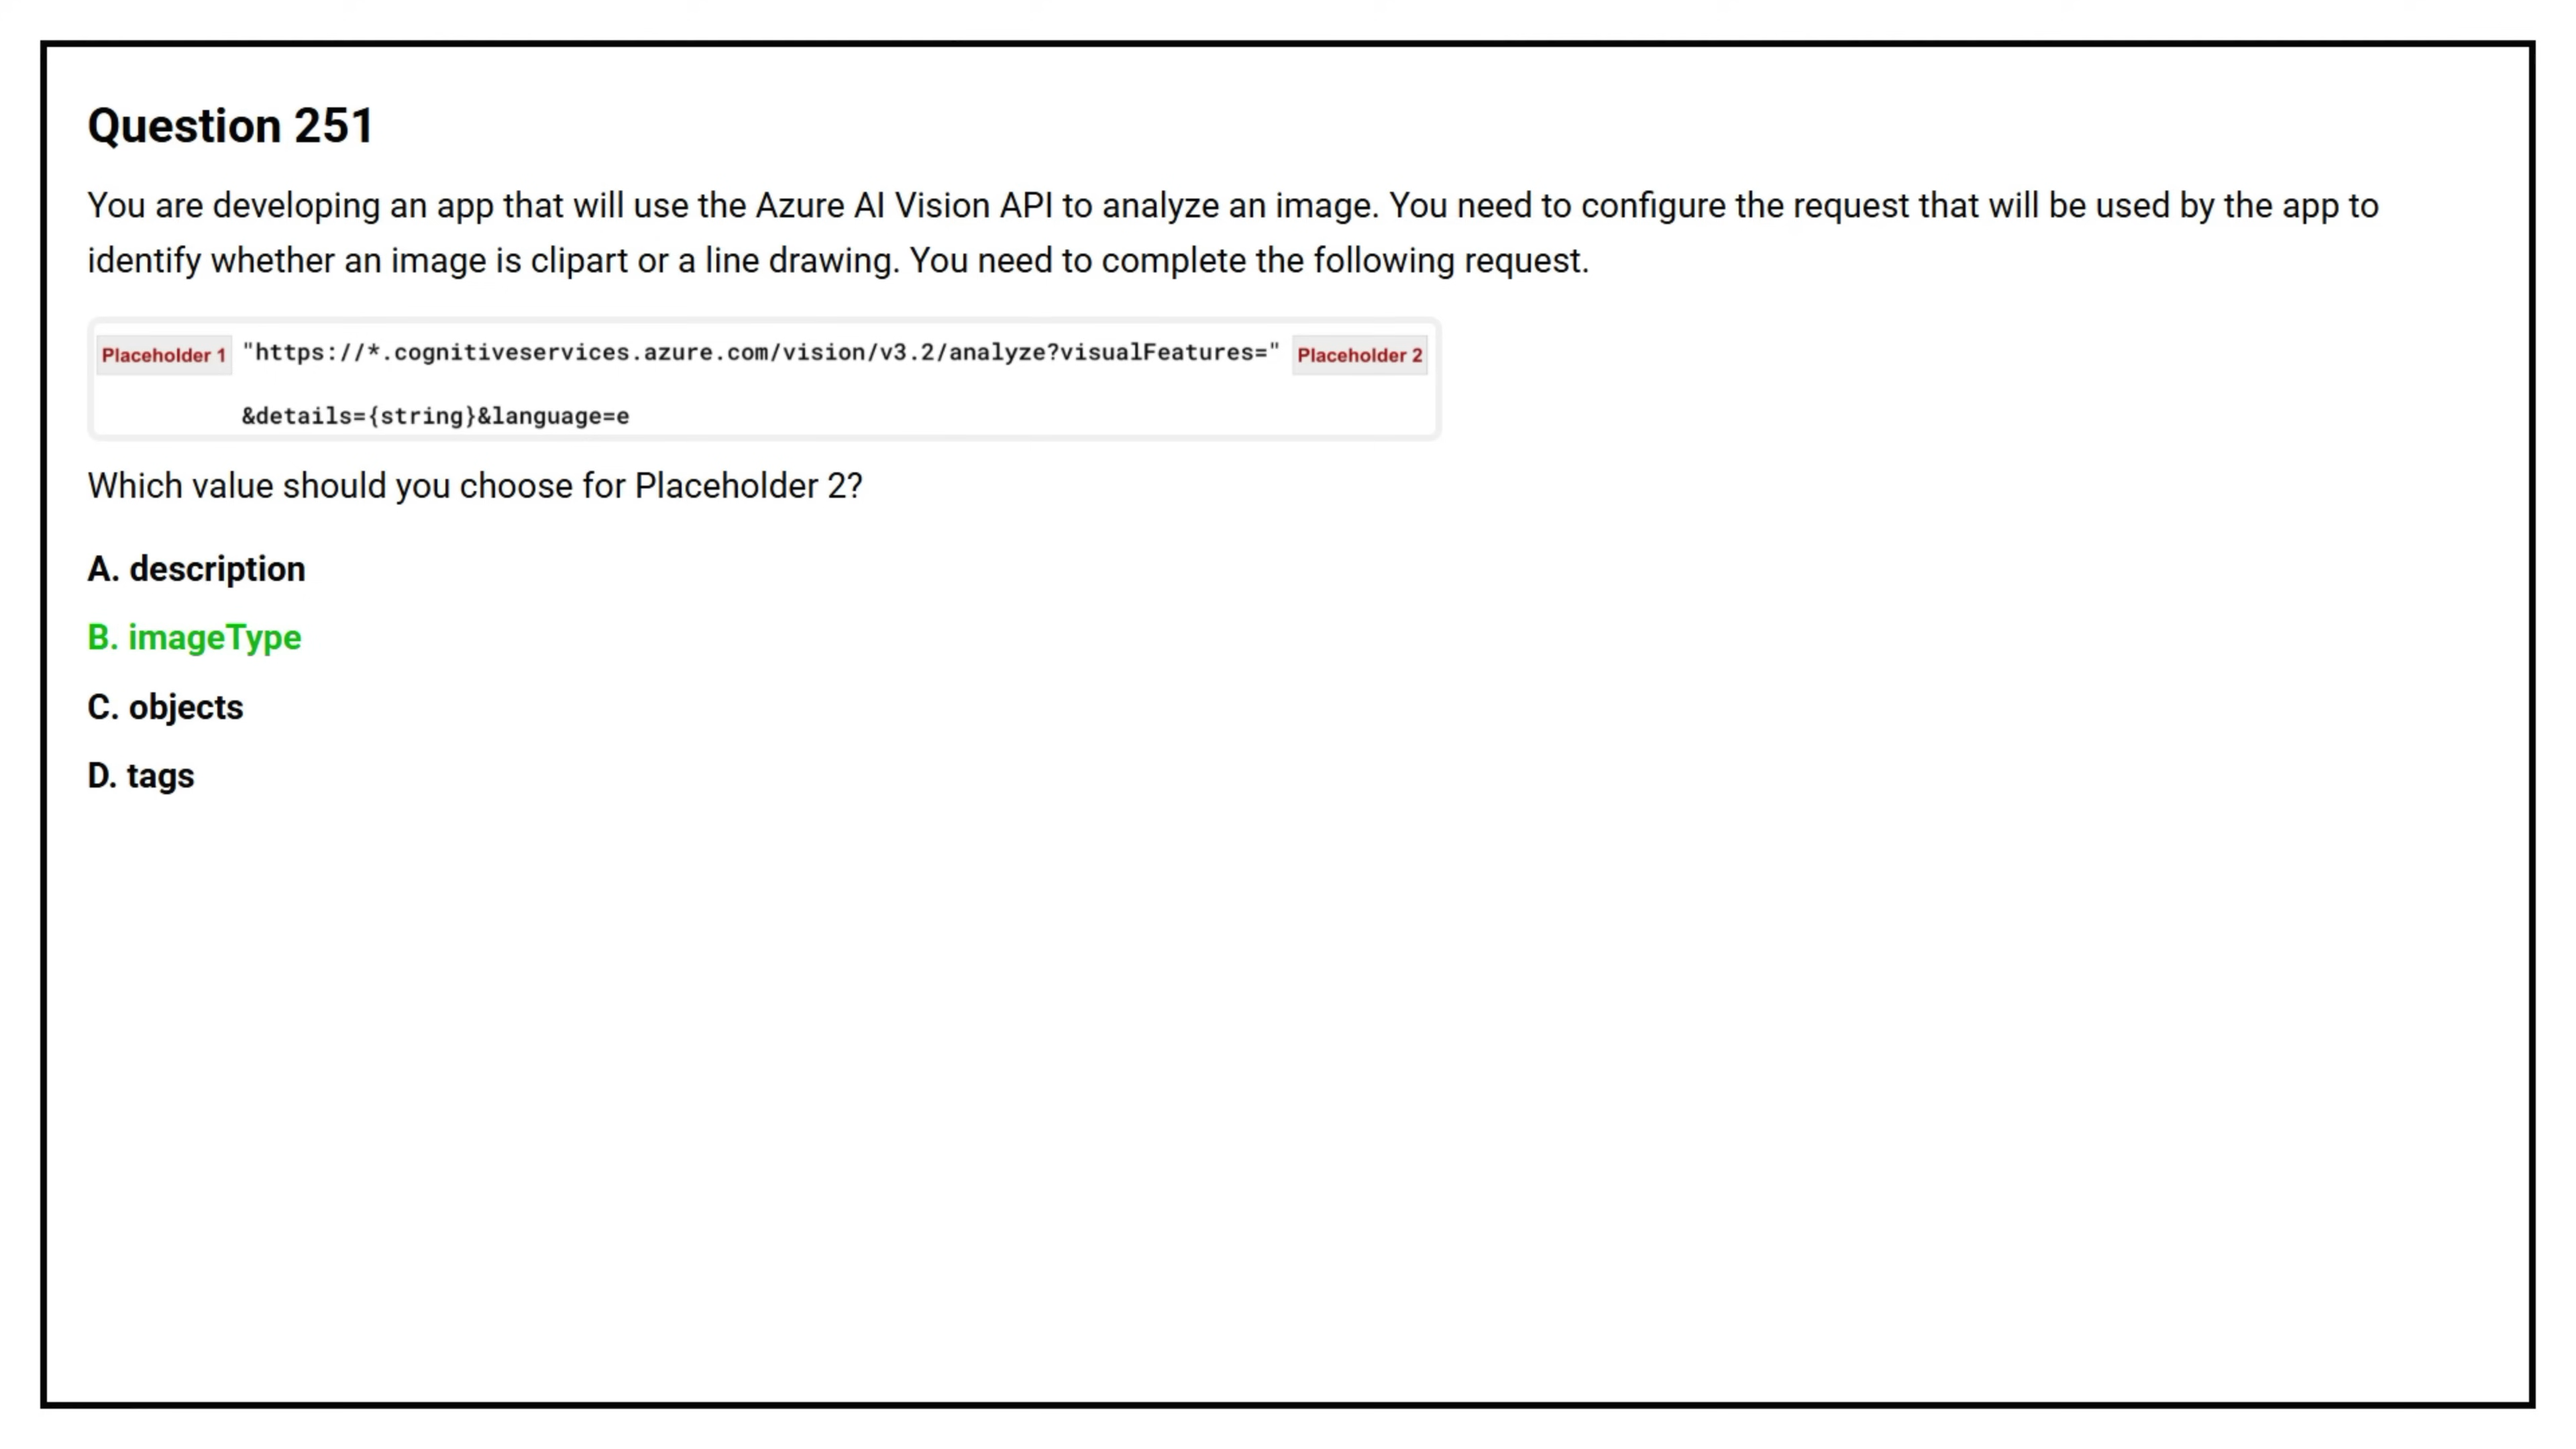 Question 251
You are developing an app that will use the Azure AI Vision API to analyze an image. You need to configure the request that will be used by the app to
identify whether an image is clipart or a line drawing. You need to complete the following request.
Placeholder 1 "https://*.cognitiveservices.azure.com/vision/v3.2/analyze?visualFeatures=" Placeholder 2
&details={string}&language=e
Which value should you choose for Placeholder 2?
A. description
B. imageType
C. objects
D. tags